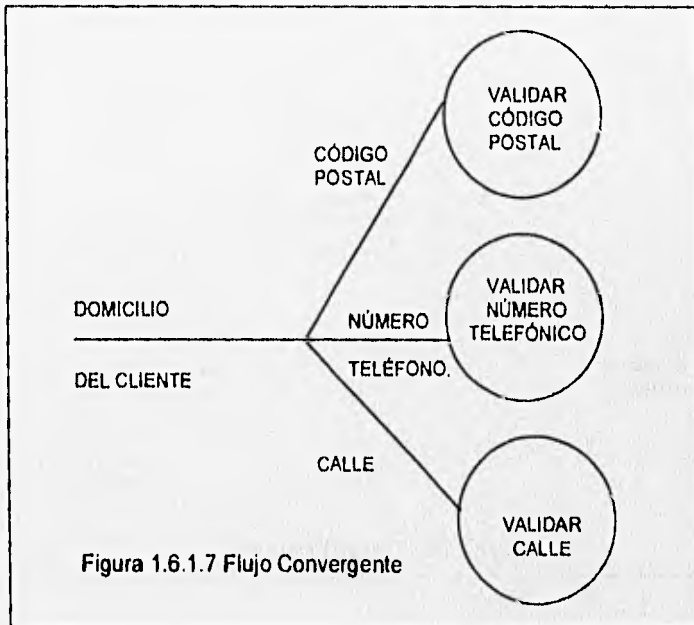 VALIDAR
CÓDIGO
POSTAL
CÓDIGO
POSTAL
VALIDAR
NÚMERO
TELEFÓNICO
DOMICILIO
NÚMERO
DEL CLIENTE
TELÉFONO.
CALLE
VALIDAR
CALLE
Figura 1.6.1.7 Flujo Convergente